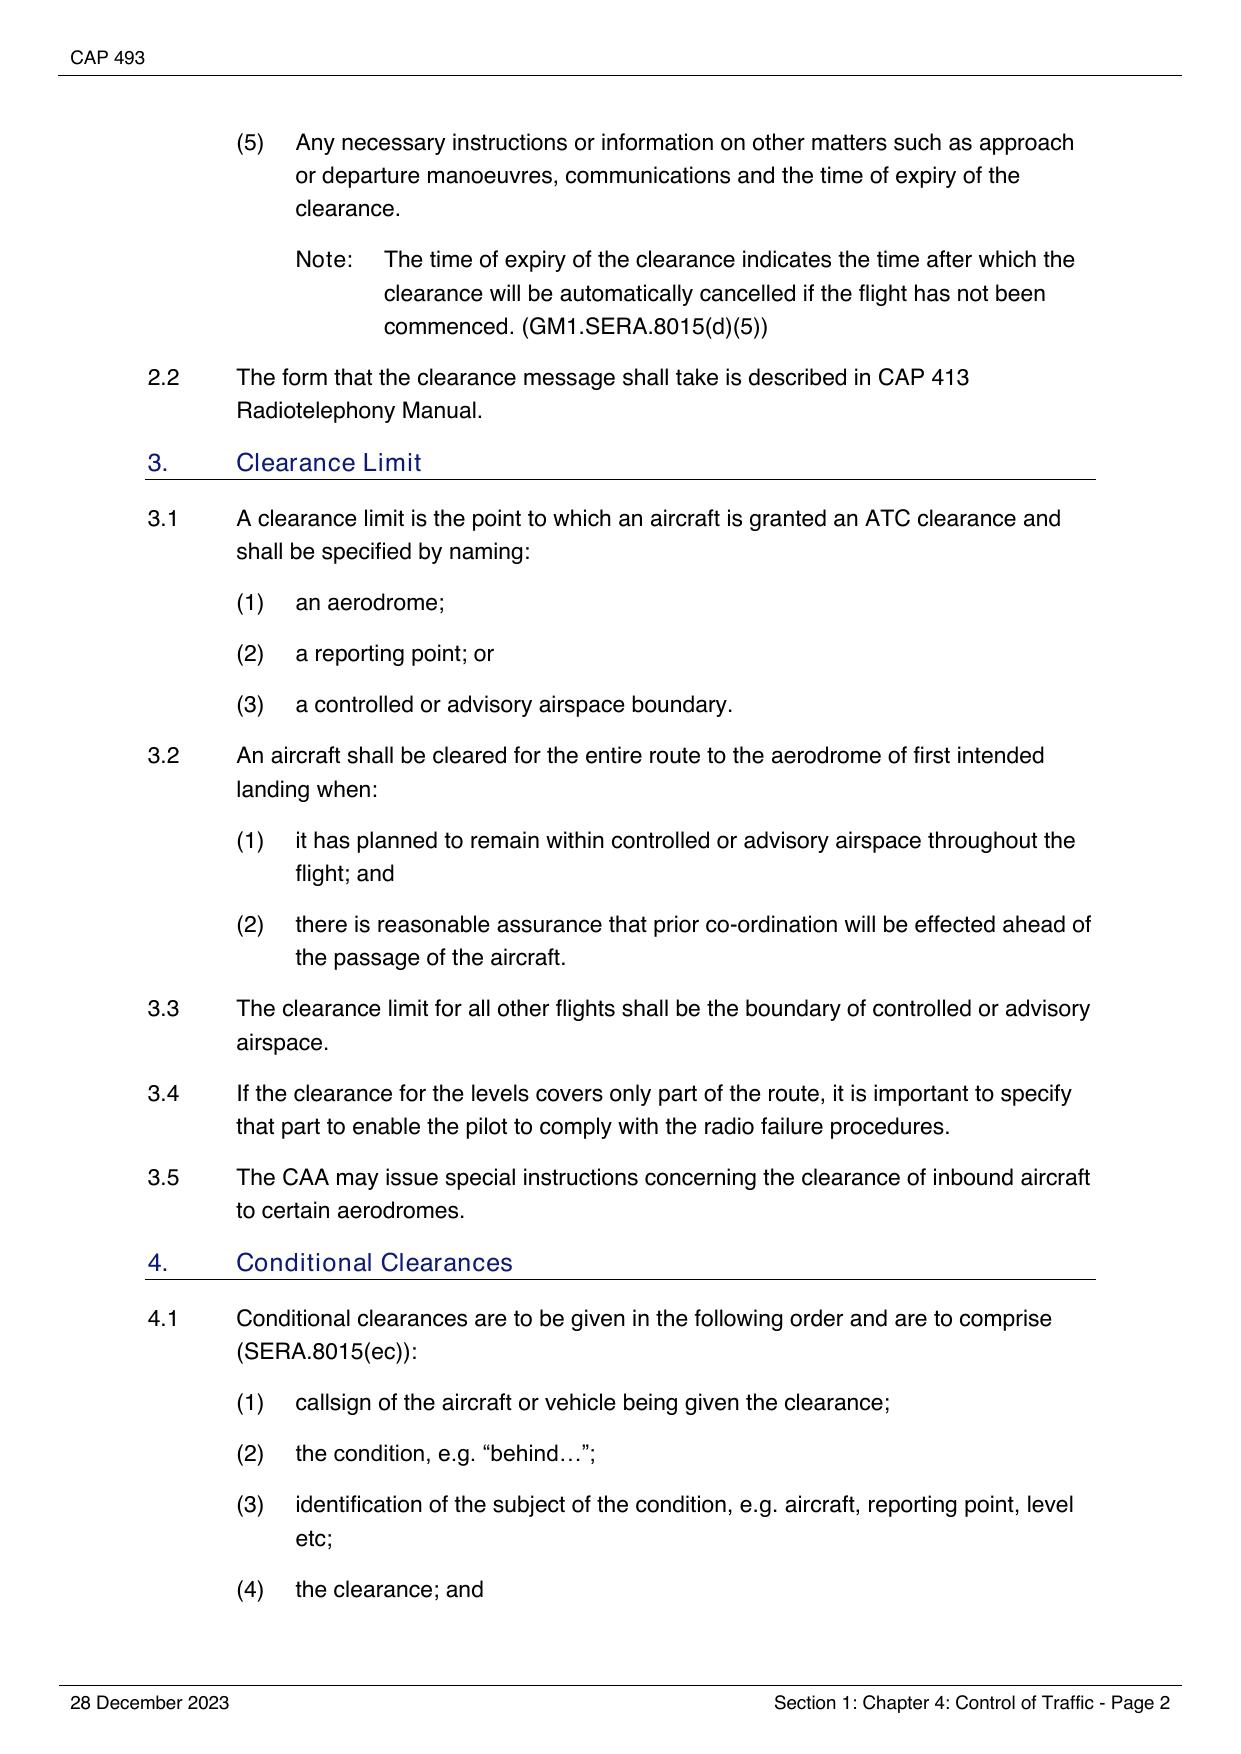 CAP 493
(5) Any necessary instructions or information on other matters such as approach
or departure manoeuvres, communications and the time of expiry of the
clearance.
Note: The time of expiry of the clearance indicates the time after which the
clearance will be automatically cancelled if the flight has not been
commenced. (GM1.SERA.8015(d)(5))
2.2 The form that the clearance message shall take is described in CAP 413
Radiotelephony Manual.
3. Clearance Limit
3.1 A clearance limit is the point to which an aircraft is granted an ATC clearance and
shall be specified by naming:
(1) an aerodrome;
(2) a reporting point; or
(3) a controlled or advisory airspace boundary.
3.2 An aircraft shall be cleared for the entire route to the aerodrome of first intended
landing when:
(1) it has planned to remain within controlled or advisory airspace throughout the
flight; and
(2) there is reasonable assurance that prior co-ordination will be effected ahead of
the passage of the aircraft.
3.3 The clearance limit for all other flights shall be the boundary of controlled or advisory
airspace.
3.4 If the clearance for the levels covers only part of the route, it is important to specify
that part to enable the pilot to comply with the radio failure procedures.
3.5 The CAA may issue special instructions concerning the clearance of inbound aircraft
to certain aerodromes.
4. Conditional Clearances
4.1 Conditional clearances are to be given in the following order and are to comprise
(SERA.8015(ec)):
(1) callsign of the aircraft or vehicle being given the clearance;
(2) the condition, e.g. “behind…”;
(3) identification of the subject of the condition, e.g. aircraft, reporting point, level
etc;
(4) the clearance; and
28 December 2023 Section 1: Chapter 4: Control of Traffic - Page 2